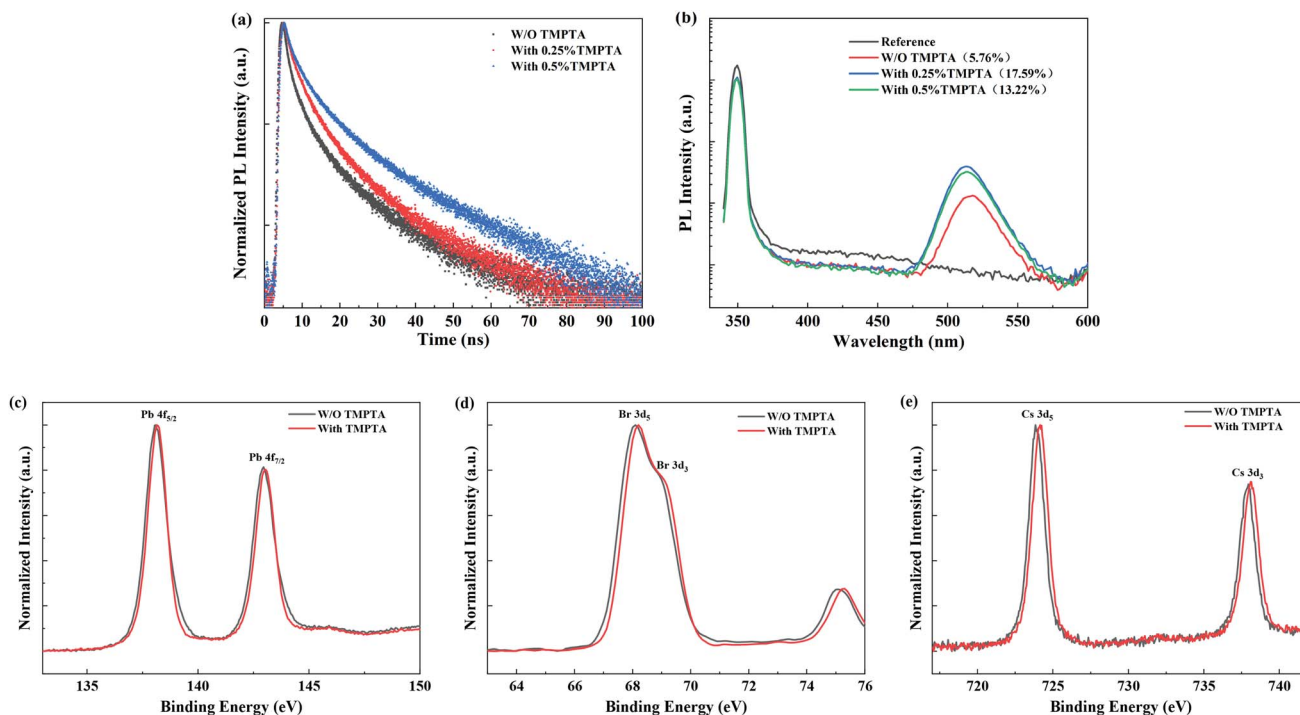 (a)
W/O TMPTA
With 0.25%TMPTA
With 0.5%TMPTA
Normalized PL Intensity (a.u.)
0 10 20 30 40 50 60 70 80 90 100
Time (ns)
(b)
Reference
W/O TMPTA（5.76%）
With 0.25%TMPTA（17.59%）
With 0.5%TMPTA（13.22%）
PL Intensity (a.u.)
350 400 450 500 550 600
Wavelength (nm)
(c)
Pb 4f5/2
Pb 4f7/2
W/O TMPTA
With TMPTA
Normalized Intensity (a.u.)
135 140 145 150
Binding Energy (eV)
(d)
Br 3d5
Br 3d3
W/O TMPTA
With TMPTA
Normalized Intensity (a.u.)
64 66 68 70 72 74 76
Binding Energy (eV)
(e)
Cs 3d5
Cs 3d3
W/O TMPTA
With TMPTA
Normalized Intensity (a.u.)
720 725 730 735 740
Binding Energy (eV)